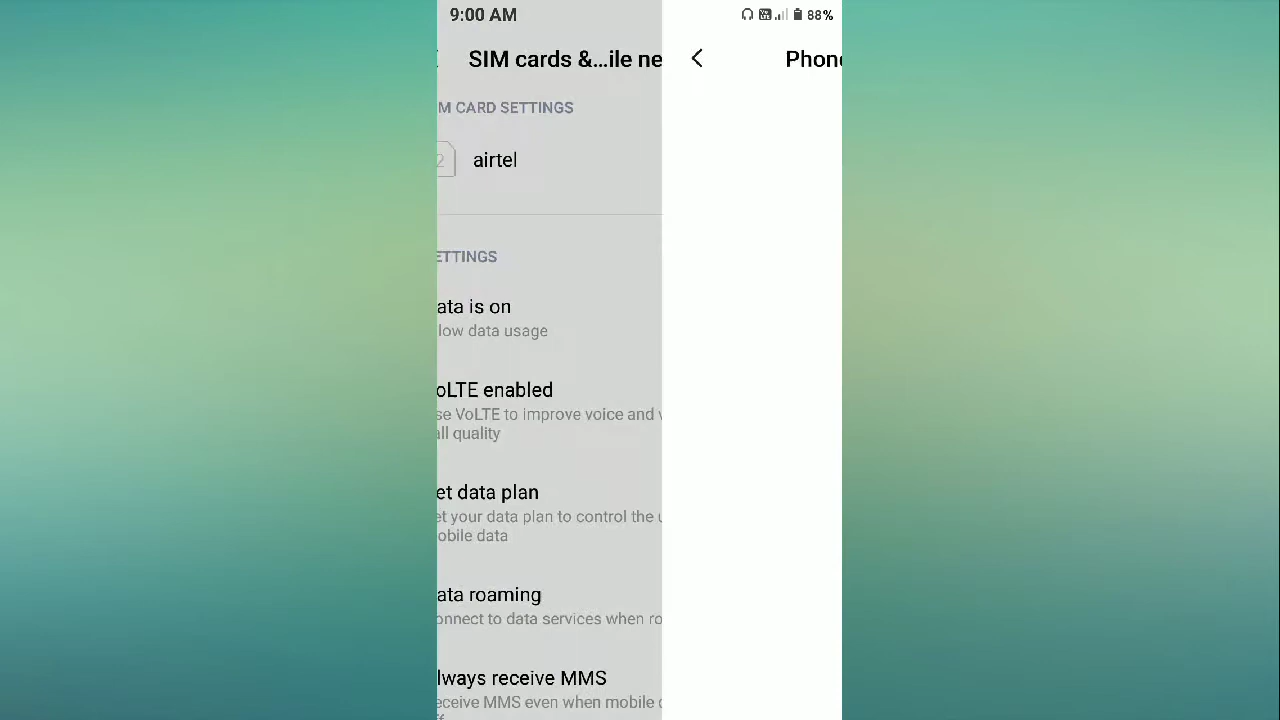 9:00 AM
88%
SIM cards &...ile ne
Phon
M CARD SETTINGS
2
airtel
ETTINGS
ata is on
low data usage
oLTE enabled
se VoLTE to improve voice and v
all quality
et data plan
et your data plan to control the u
obile data
ata roaming
onnect to data services when ro
lways receive MMS
eceive MMS even when mobile d